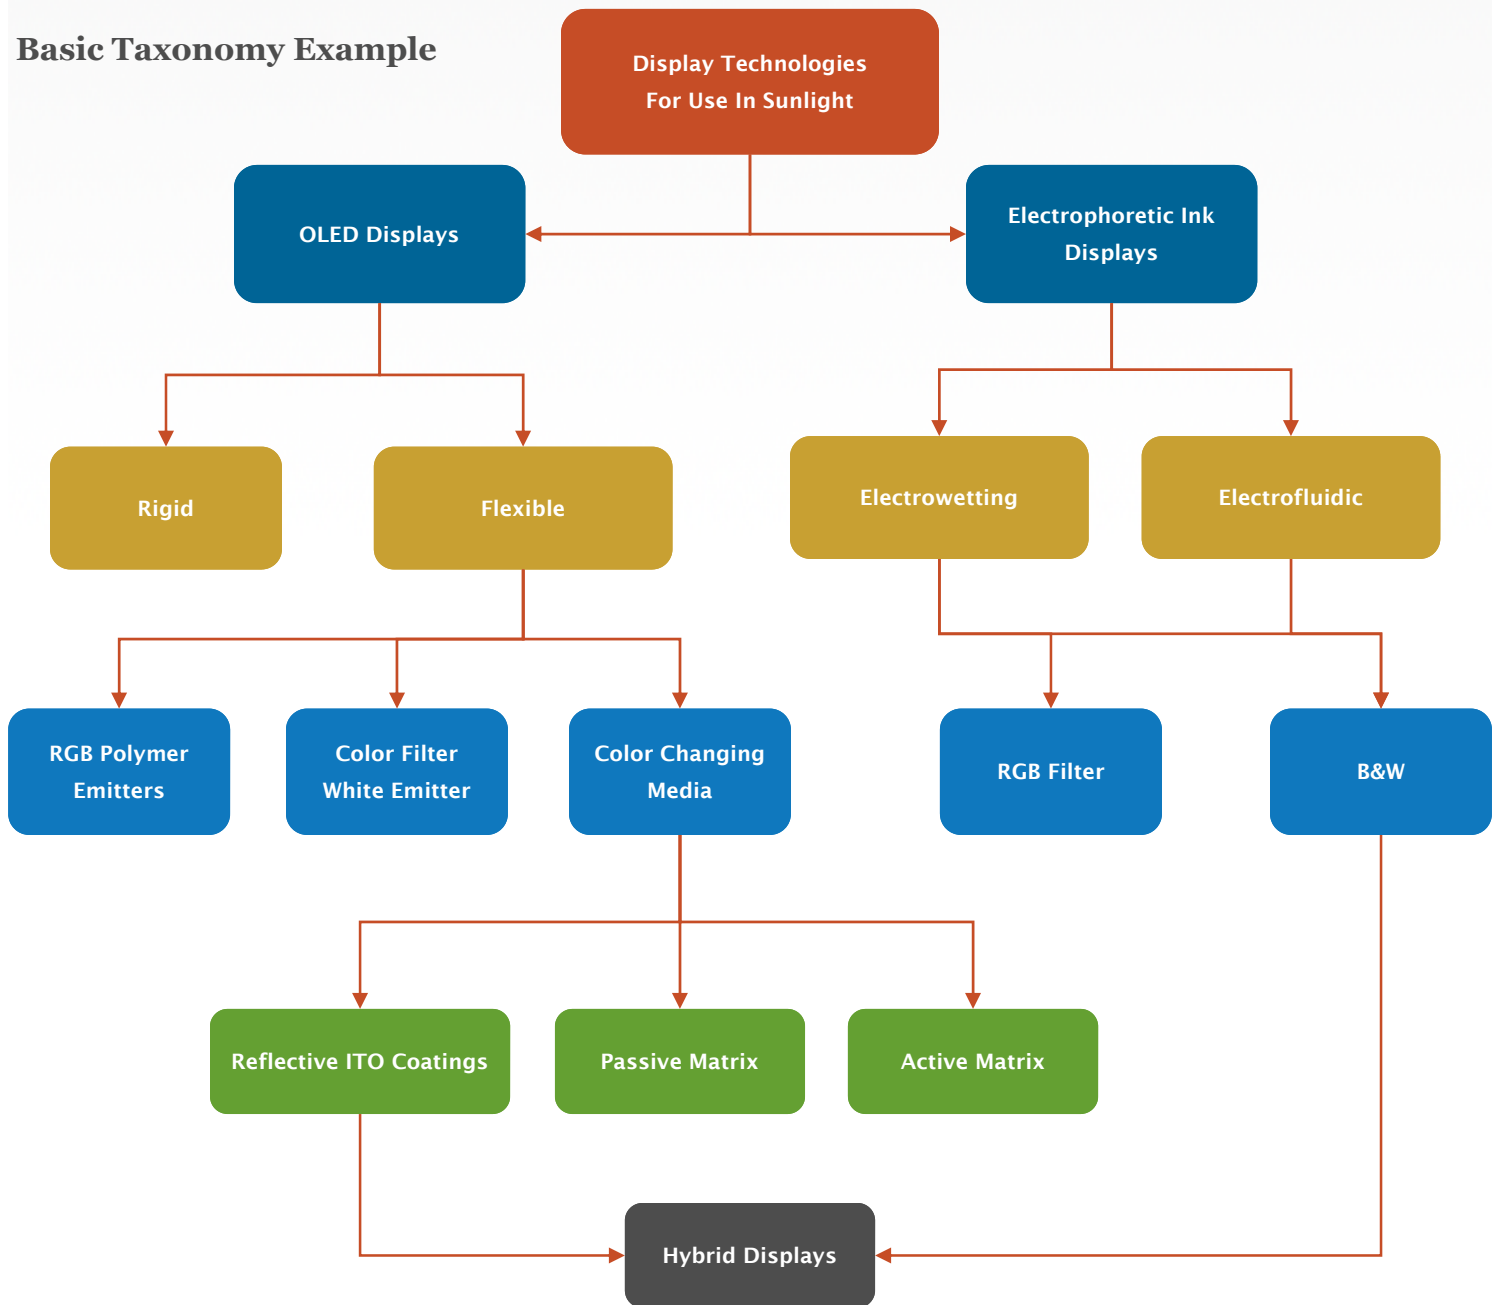 Basic Taxonomy Example
Display Technologies
For Use In Sunlight
OLED Displays
Electrophoretic Ink
Displays
Rigid
Flexible
Electrowetting
Electrofluidic
RGB Polymer
Emitters
Color Filter
White Emitter
Color Changing
Media
RGB Filter
B&W
Reflective ITO Coatings
Passive Matrix
Active Matrix
Hybrid Displays